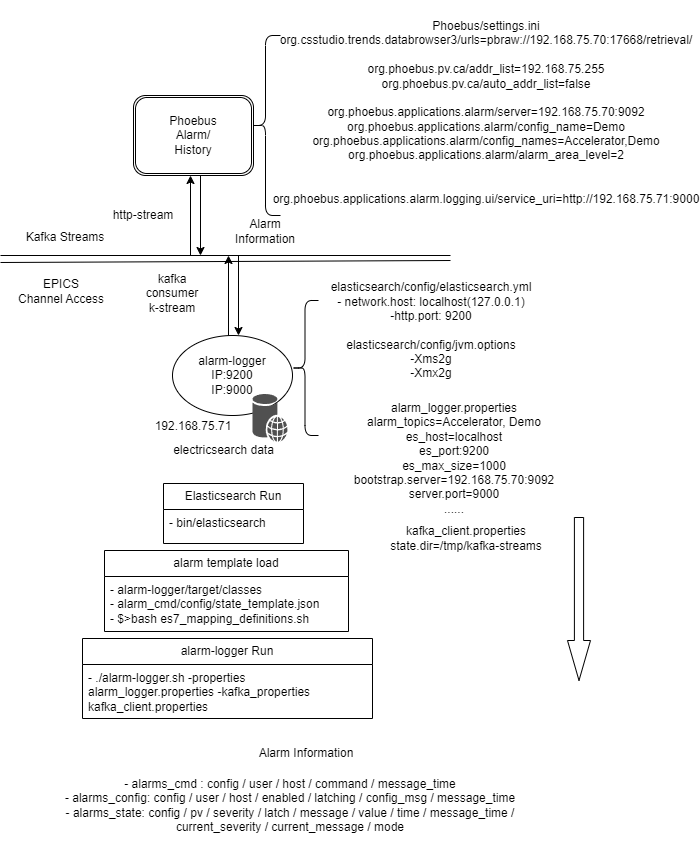 Phoebus/settings.ini
org.csstudio.trends.databrowser3/urls=pbraw://192.168.75.70:17668/retrieval/
org.phoebus.pv.ca/addr_list=192.168.75.255
org.phoebus.pv.ca/auto_addr_list=false
org.phoebus.applications.alarm/server=192.168.75.70:9092
org.phoebus.applications.alarm/config_name=Demo
org.phoebus.applications.alarm/config_names=Accelerator,Demo
org.phoebus.applications.alarm/alarm_area_level=2
org.phoebus.applications.alarm.logging.ui/service_uri=http://192.168.75.71:9000
Phoebus
Alarm/
History
http-stream
Alarm
Information
Kafka Streams
EPICS
Channel Access
kafka
consumer
k-stream
alarm-logger
IP:9200
IP:9000
192.168.75.71
electricsearch data
elasticsearch/config/elasticsearch.yml
- network.host: localhost(127.0.0.1)
-http.port: 9200
elasticsearch/config/jvm.options
-Xms2g
-Xmx2g
alarm_logger.properties
alarm_topics=Accelerator, Demo
es_host=localhost
es_port:9200
es_max_size=1000
bootstrap.server=192.168.75.70:9092
server.port=9000
......
kafka_client.properties
state.dir=/tmp/kafka-streams
Elasticsearch Run
- bin/elasticsearch
alarm template load
- alarm-logger/target/classes
- alarm_cmd/config/state_template.json
- $>bash es7_mapping_definitions.sh
alarm-logger Run
- ./alarm-logger.sh -properties
alarm_logger.properties -kafka_properties
kafka_client.properties
Alarm Information
- alarms_cmd : config / user / host / command / message_time
- alarms_config: config / user / host / enabled / latching / config_msg / message_time
- alarms_state: config / pv / severity / latch / message / value / time / message_time /
current_severity / current_message / mode